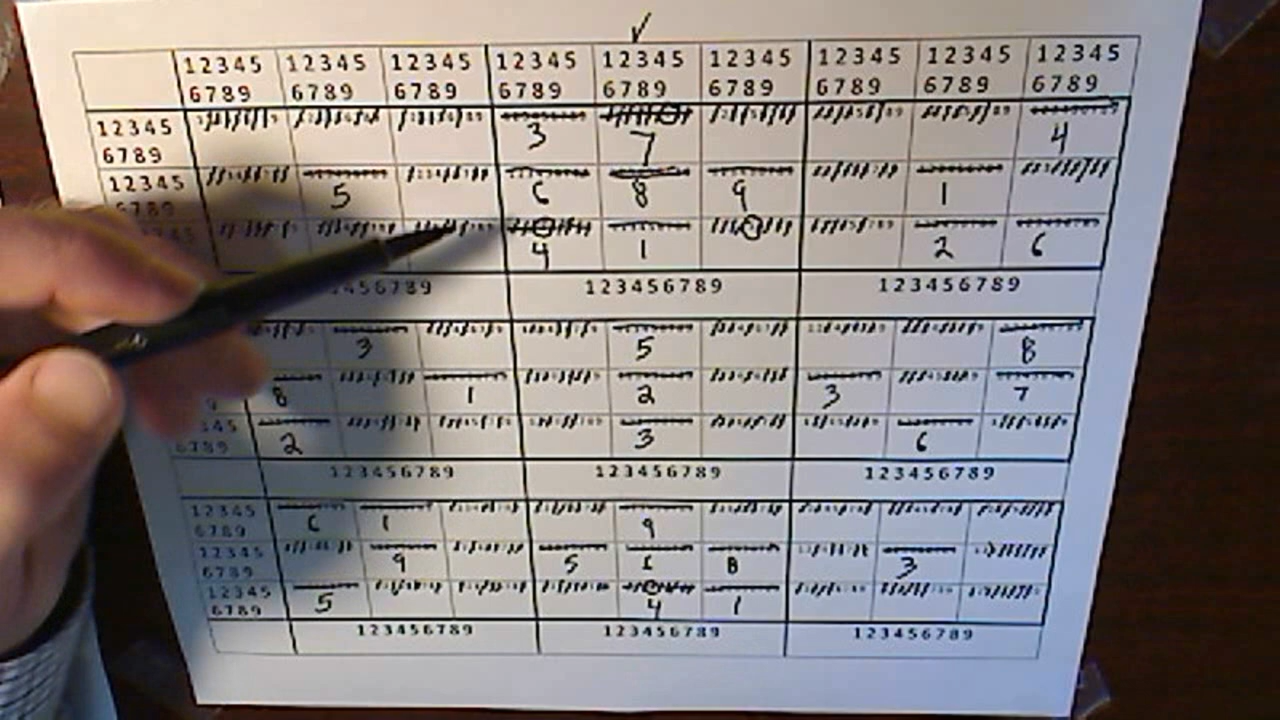 12345 12345 12345 12345 12345 12345 12345 12345 12345
6789 6789 6789 6789 6789 6789 6789 6789 6789
12345 3 7 4
6789
12345 5 6 8 9 1
4 1 2 6
456789 123456789 123456789
3 5 8
8 1 2 3 7
2 3 6
6789
123456789 123456789 123456789
12345 6 1 9
6789
12345 9 5 8 3
6789
12345 5 4 1
6789
123456789 123456789 123456789